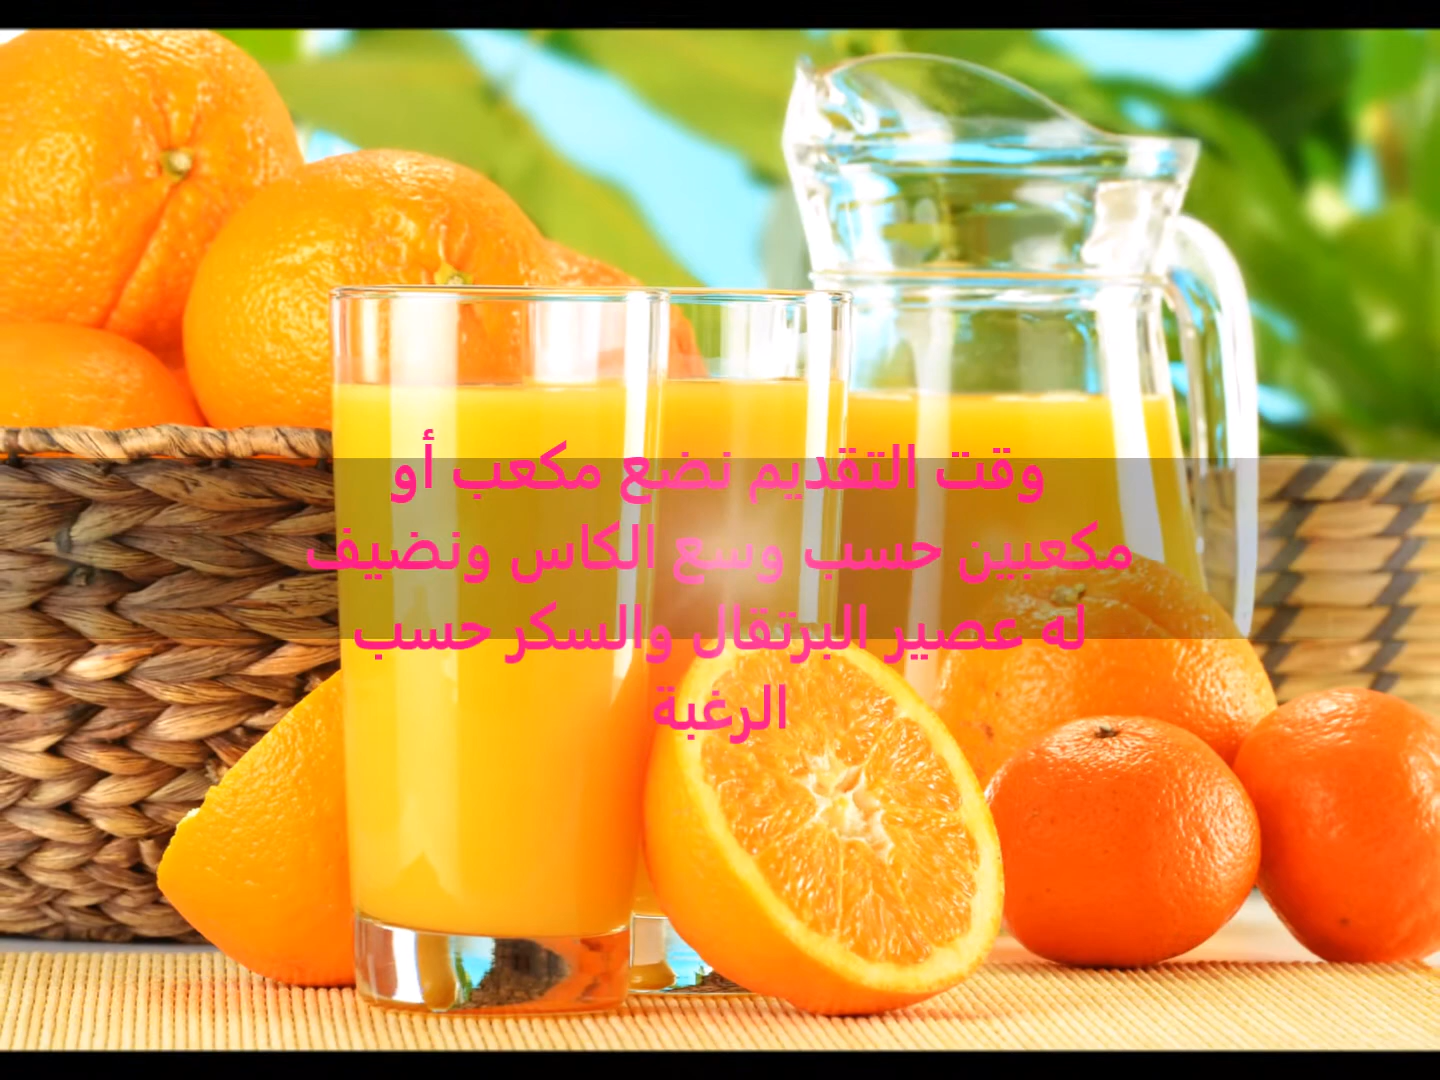 وقت التقديم نضع مكعب أو
مكعبين حسب وسع الكاس ونضيف
له عصير البرتقال والسكر حسب
الرغبة